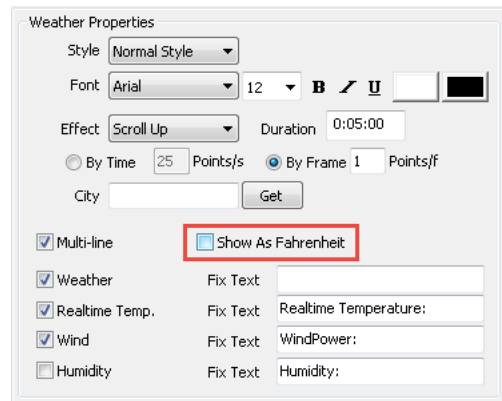 Weather Properties
Style Normal Style
Font Arial 12 B I U
Effect Scroll Up Duration 0:05:00
By Time 25 Points/s By Frame 1 Points/f
City Get
Multi-line Show As Fahrenheit
Weather Fix Text
Realtime Temp. Fix Text Realtime Temperature:
Wind Fix Text WindPower:
Humidity Fix Text Humidity: